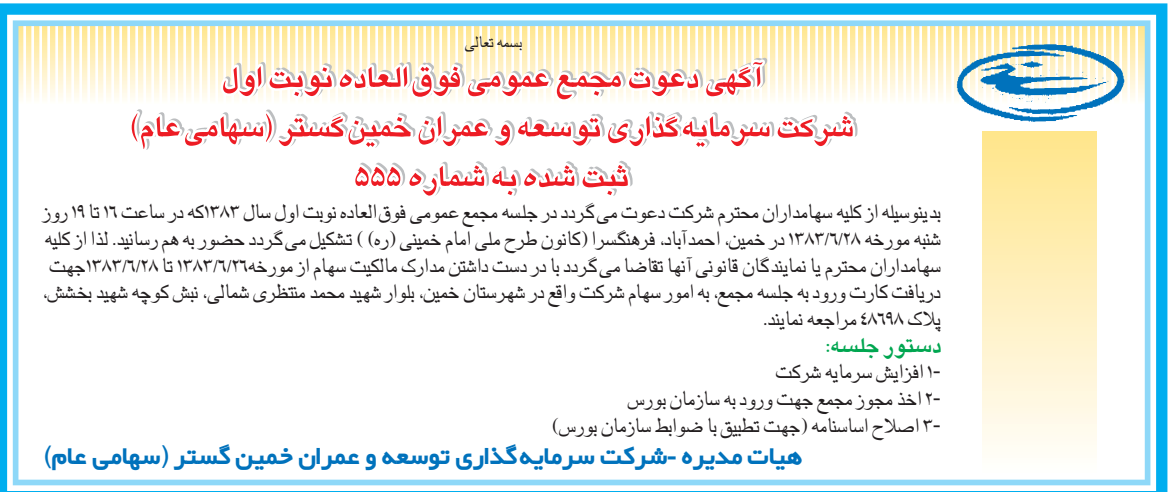 بسمه تعالی
آگهی دعوت مجمع عمومی فوق العاده نوبت اول
شرکت سرمایه گذاری توسعه و عمران خمین گستر (سهامی عام)
ثبت شده به شماره ۵۵۵
بدینوسیله از کلیه سهامداران محترم شرکت دعوت می گردد در جلسه مجمع عمومی فوق العاده نوبت اول سال ۱۳۸۳که در ساعت ۱۶ تا ۱۹ روز
شنبه مورخه ۱۳۸۳/۶/۲۸ در خمین، احمدآباد، فرهنگسرا (کانون طرح ملی امام خمینی (ره) ) تشکیل می گردد حضور به هم رسانید. لذا از کلیه
سهامداران محترم یا نمایندگان قانونی آنها تقاضا می گردد با در دست داشتن مدارک مالکیت سهام از مورخه۱۳۸۳/۶/۲۶ تا ۱۳۸۳/۶/۲۸جهت
دریافت کارت ورود به جلسه مجمع، به امور سهام شرکت واقع در شهرستان خمین، بلوار شهید محمد منتظری شمالی، نبش کوچه شهید بخشش،
پلاک ۴۸۶۹۸ مراجعه نمایند.
دستور جلسه:
-۱ افزایش سرمایه شرکت
-۲ اخذ مجوز مجمع جهت ورود به سازمان بورس
-۳ اصلاح اساسنامه (جهت تطبیق با ضوابط سازمان بورس)
هیات مدیره -شرکت سرمایه‌گذاری توسعه و عمران خمین گستر (سهامی عام)